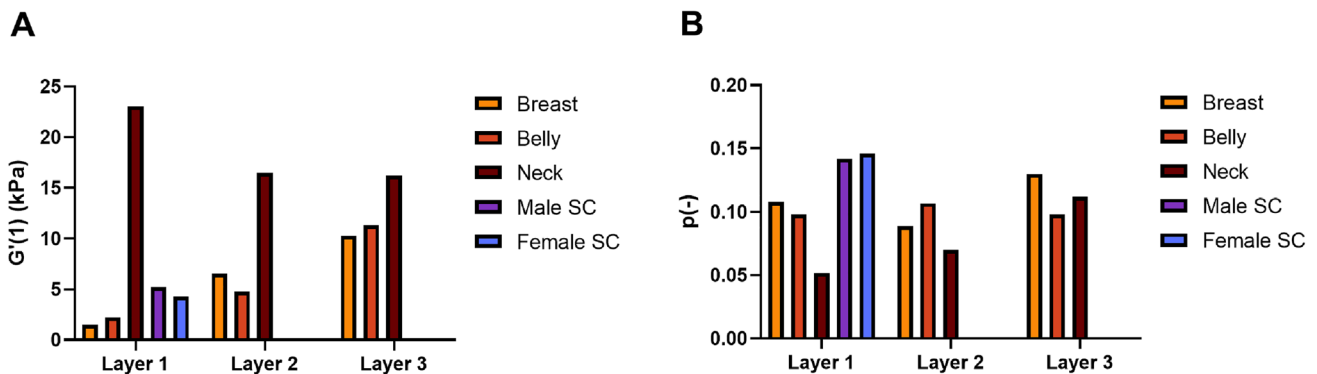 A
G'(1) (kPa)
25
20
15
10
5
0
Layer 1
Layer 2
Layer 3
Breast
Belly
Neck
Male SC
Female SC
B
p(-)
0.20
0.15
0.10
0.05
0.00
Layer 1
Layer 2
Layer 3
Breast
Belly
Neck
Male SC
Female SC